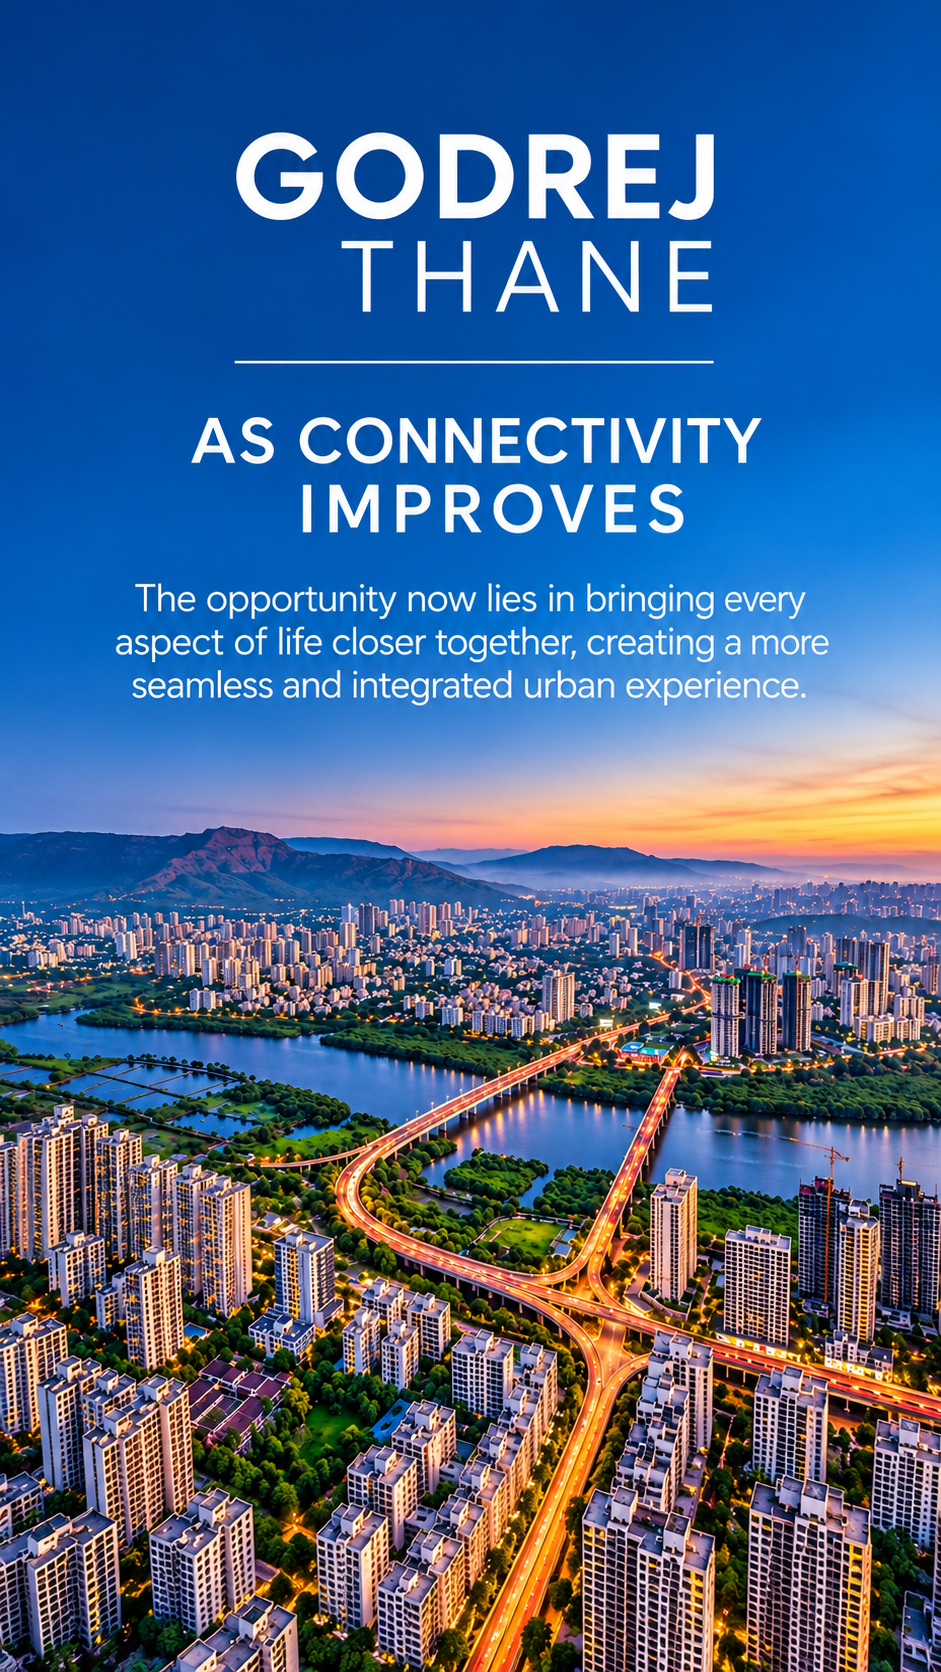 GODREJ
THANE
AS CONNECTIVITY
IMPROVES
The opportunity now lies in bringing every
aspect of life closer together, creating a more
seamless and integrated urban experience.